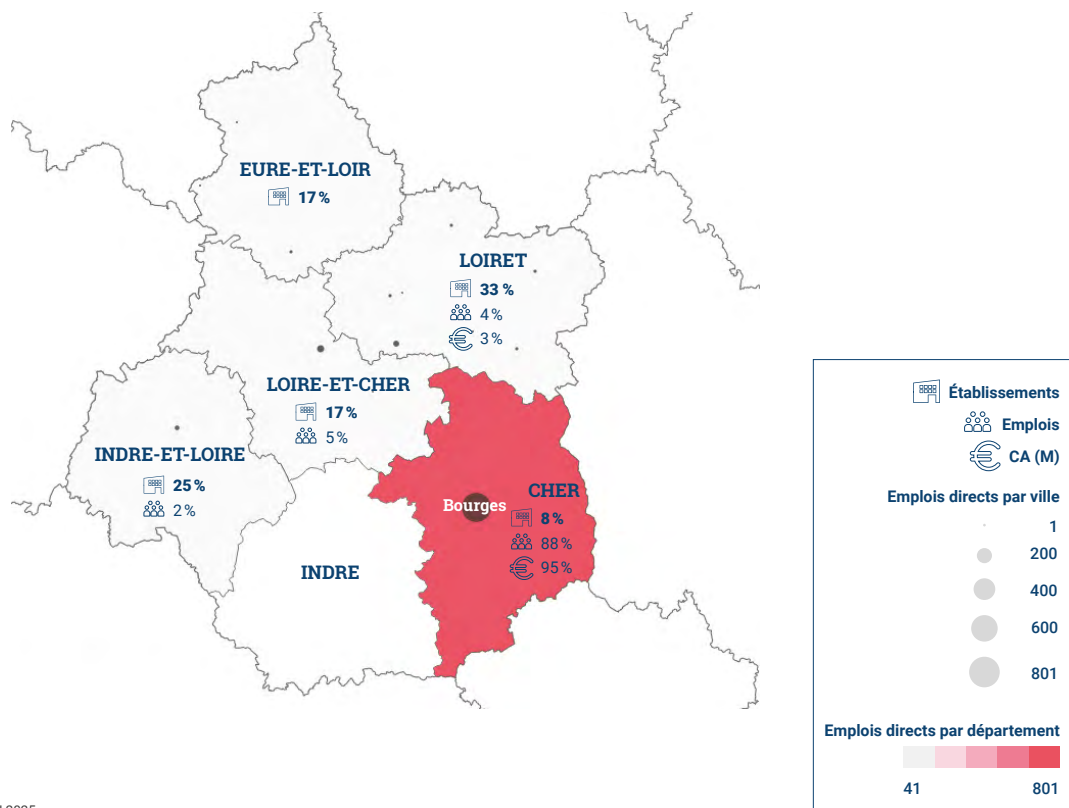 EURE-ET-LOIR
17 %
LOIRET
33 %
4 %
3 %
LOIRE-ET-CHER
17 %
5 %
INDRE-ET-LOIRE
25 %
2 %
CHER
Bourges
8 %
88 %
95 %
INDRE
Établissements
Emplois
CA (M)
Emplois directs par ville
1
200
400
600
801
Emplois directs par département
41 801